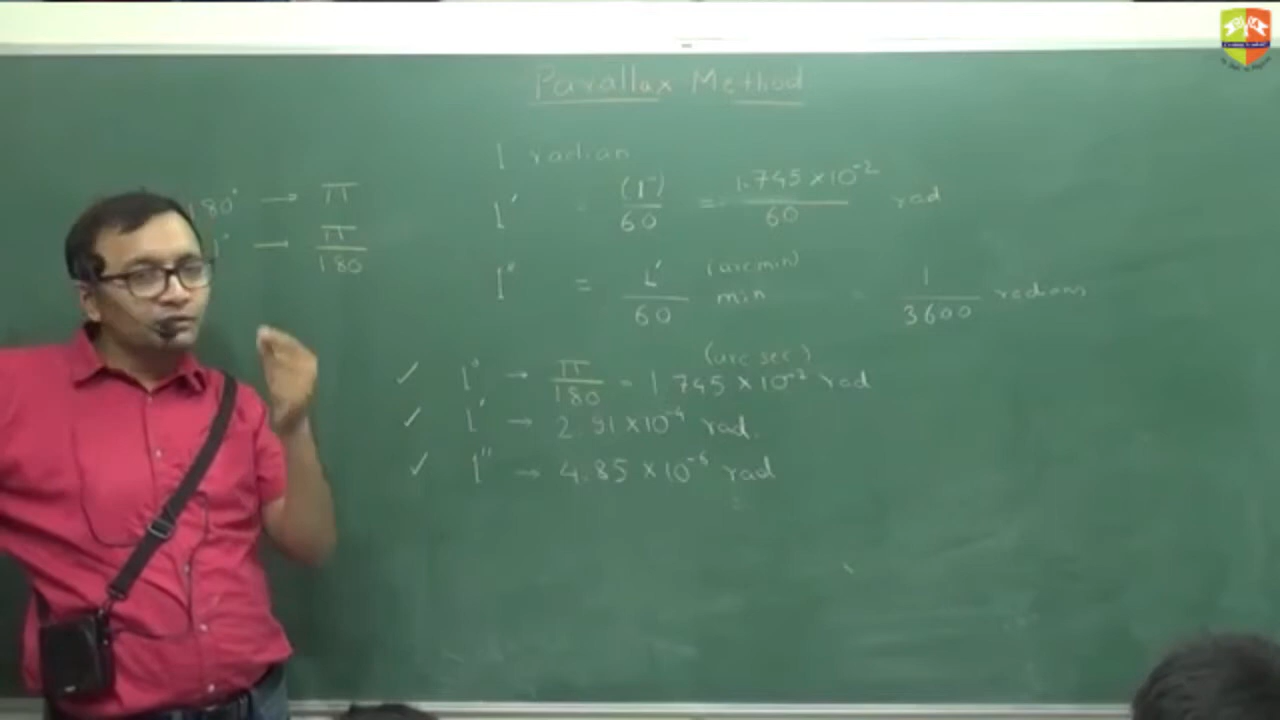 Parallax Method
1 radian
180° → π
1' = (1°)/60 = 1.745 × 10⁻² / 60 rad
1° → π/180
1" = 1'/60 (arcmin) min = 1/3600 radians
(arc sec)
✓ 1° → π/180 = 1.745 × 10⁻² rad
✓ 1' → 2.91 × 10⁻⁴ rad.
✓ 1" → 4.85 × 10⁻⁶ rad